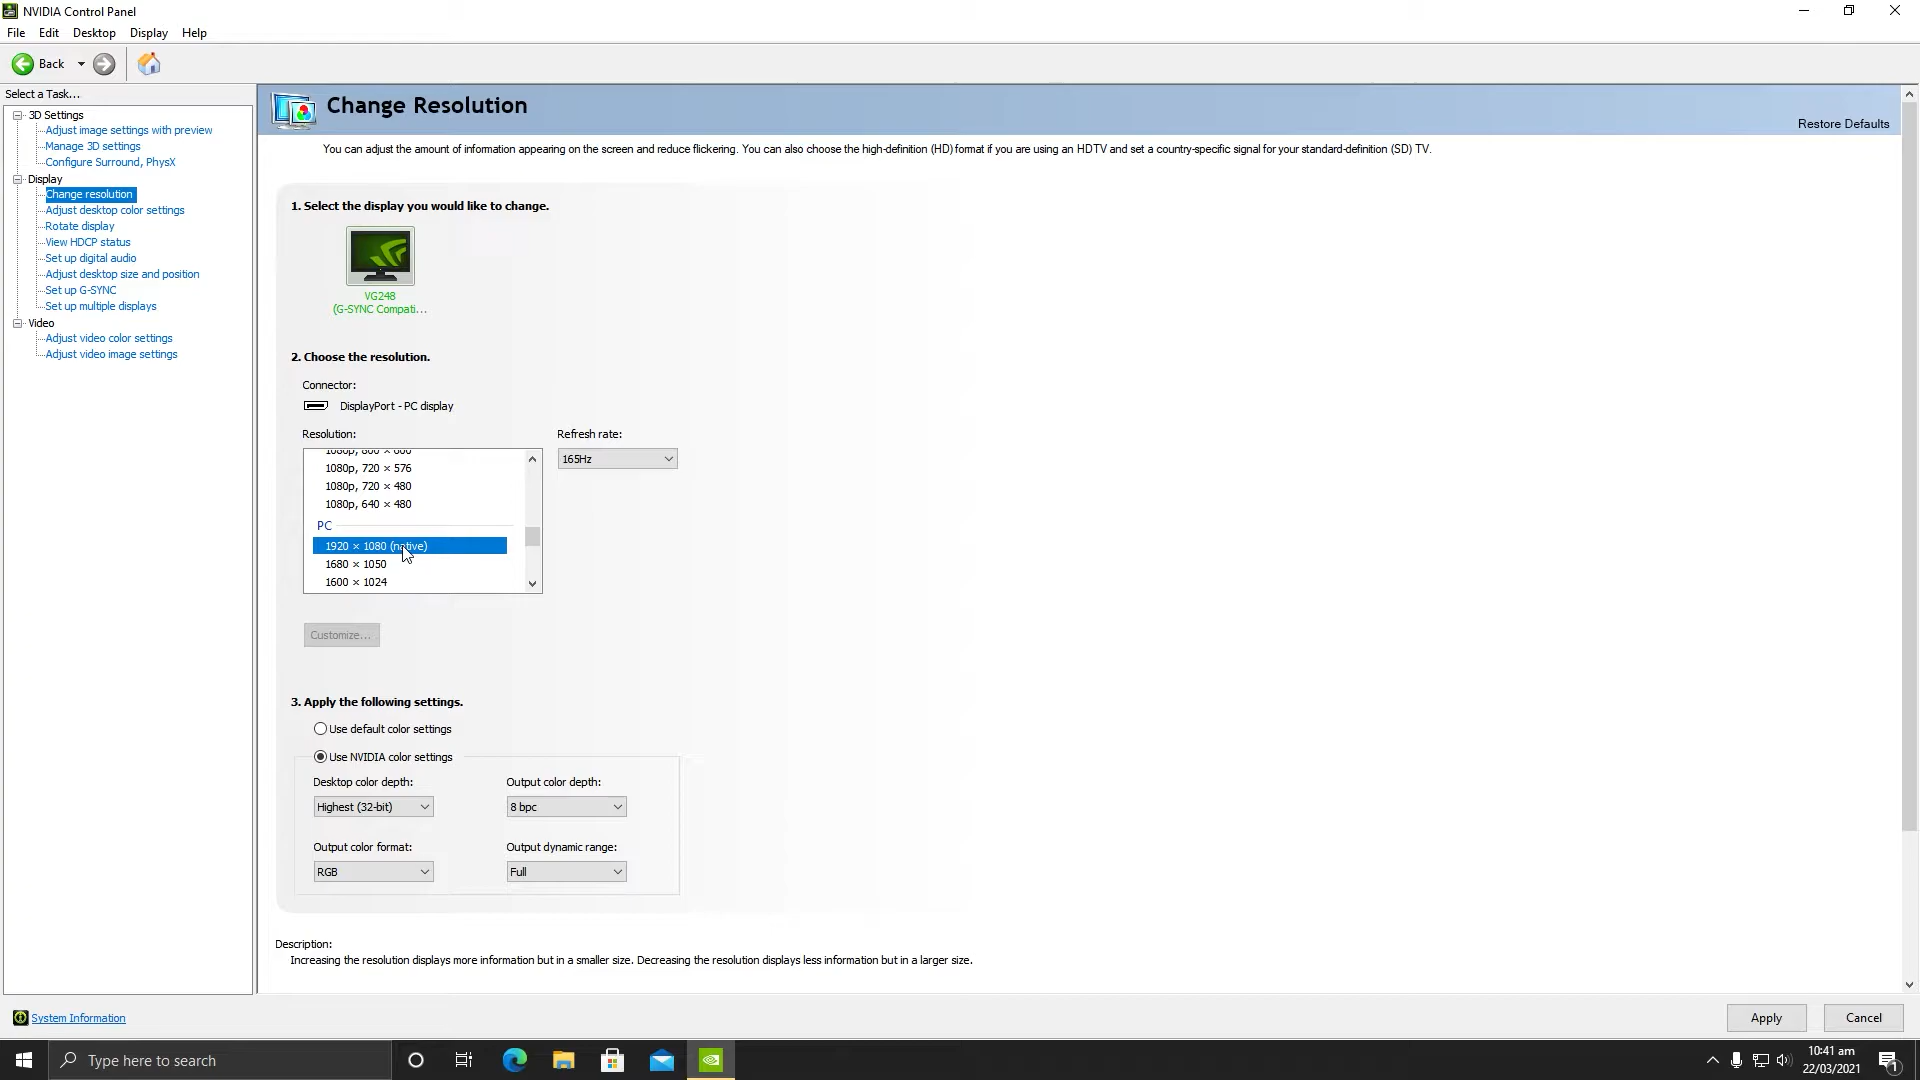 NVIDIA Control Panel
File Edit Desktop Display Help
Back
Select a Task...
3D Settings
Adjust image settings with preview
Manage 3D settings
Configure Surround, PhysX
Display
Change resolution
Adjust desktop color settings
Rotate display
View HDCP status
Set up digital audio
Adjust desktop size and position
Set up G-SYNC
Set up multiple displays
Video
Adjust video color settings
Adjust video image settings
System Information
Change Resolution
Restore Defaults
You can adjust the amount of information appearing on the screen and reduce flickering. You can also choose the high-definition (HD) format if you are using an HDTV and set a country-specific signal for your standard-definition (SD) TV.
1. Select the display you would like to change.
VG248
(G-SYNC Compati...
2. Choose the resolution.
Connector:
DisplayPort - PC display
Resolution:
Refresh rate:
165Hz
1080p, 800 × 600
1080p, 720 × 576
1080p, 720 × 480
1080p, 640 × 480
PC
1920 × 1080 (native)
1680 × 1050
1600 × 1024
Customize...
3. Apply the following settings.
Use default color settings
Use NVIDIA color settings
Desktop color depth:
Output color depth:
Highest (32-bit)
8 bpc
Output color format:
Output dynamic range:
RGB
Full
Description:
Increasing the resolution displays more information but in a smaller size. Decreasing the resolution displays less information but in a larger size.
Apply
Cancel
Type here to search
10:41 am
22/03/2021
1